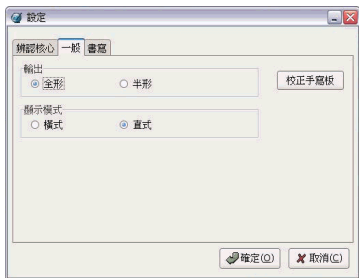 設定
辨認核心 一般 書寫
輸出
全形 半形
校正手寫板
顯示模式
橫式 直式
確定(O) 取消(C)